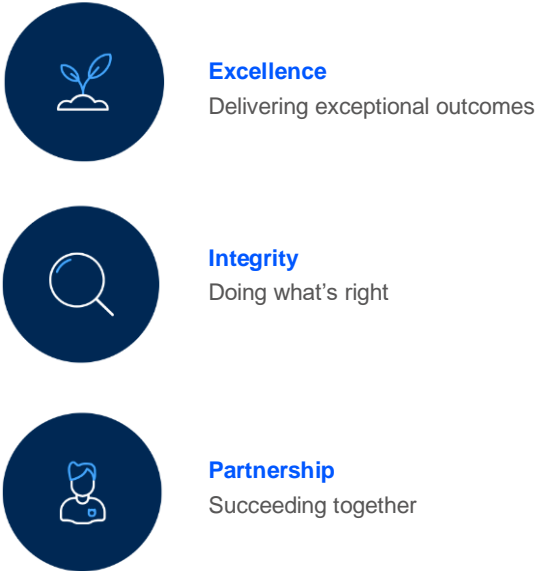 Excellence
Delivering exceptional outcomes
Integrity
Doing what’s right
Partnership
Succeeding together